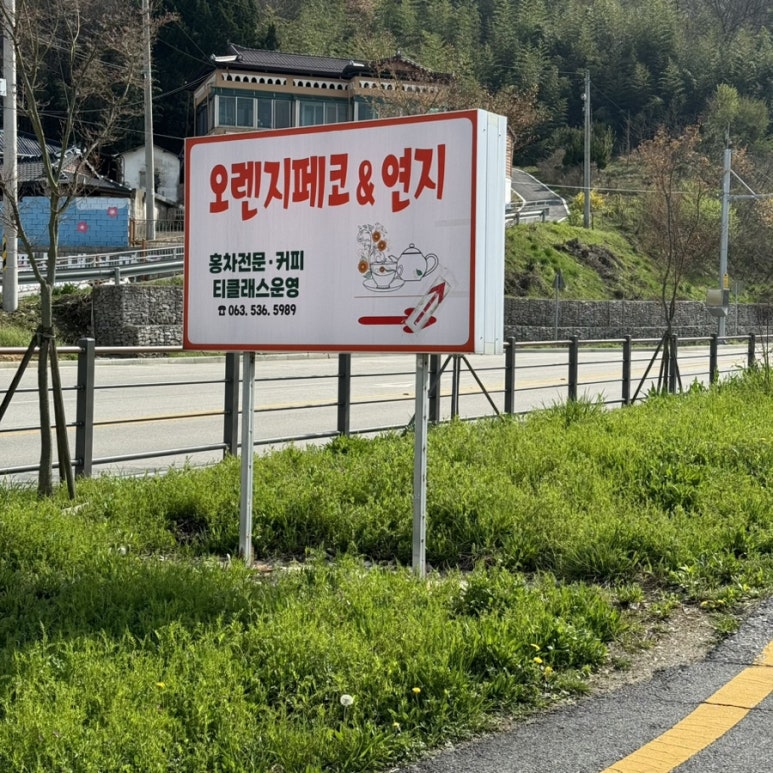 오렌지페코 & 연지
홍차전문·커피
티클래스운영
☎ 063. 536. 5989